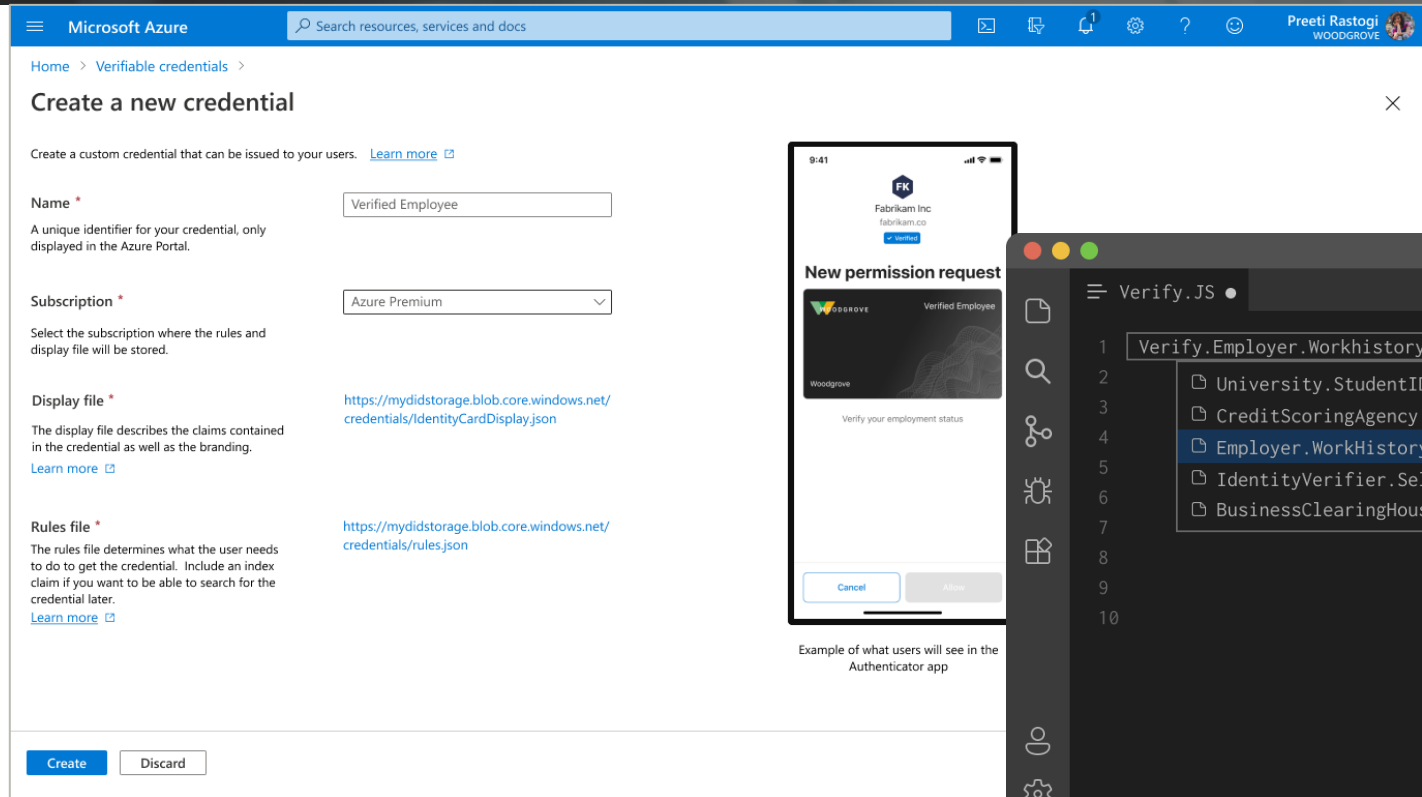 Microsoft Azure
Search resources, services and docs
1
Preeti Rastogi
WOODGROVE
Home > Verifiable credentials >
Create a new credential
Create a custom credential that can be issued to your users. Learn more
Name *
Verified Employee
A unique identifier for your credential, only
displayed in the Azure Portal.
Subscription *
Azure Premium
Select the subscription where the rules and
display file will be stored.
Display file *
https://mydidstorage.blob.core.windows.net/
credentials/IdentityCardDisplay.json
The display file describes the claims contained
in the credential as well as the branding.
Learn more
Rules file *
https://mydidstorage.blob.core.windows.net/
credentials/rules.json
The rules file determines what the user needs
to do to get the credential. Include an index
claim if you want to be able to search for the
credential later.
Learn more
Create
Discard
9:41
FK
Fabrikam Inc
fabrikam.co
Verified
New permission request
WOODGROVE
Verified Employee
Woodgrove
Verify your employment status
Cancel
Allow
Example of what users will see in the
Authenticator app
Verify.JS
1 Verify.Employer.Workhistory
2 University.StudentID
3 CreditScoringAgency
4 Employer.WorkHistory
5 IdentityVerifier.Sel
6 BusinessClearingHous
7
8
9
10